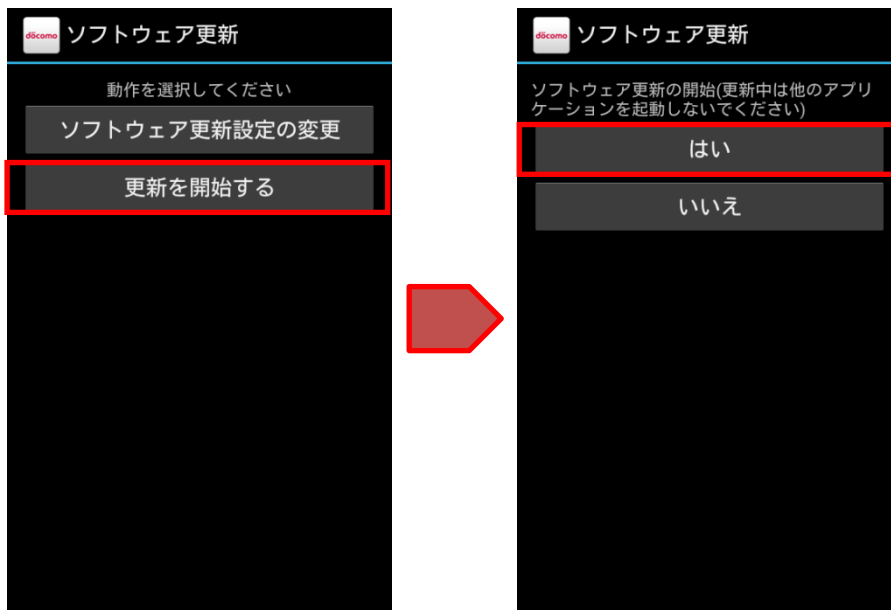 döcomo ソフトウェア更新
動作を選択してください
ソフトウェア更新設定の変更
更新を開始する
döcomo ソフトウェア更新
ソフトウェア更新の開始(更新中は他のアプリ
ケーションを起動しないでください)
はい
いいえ